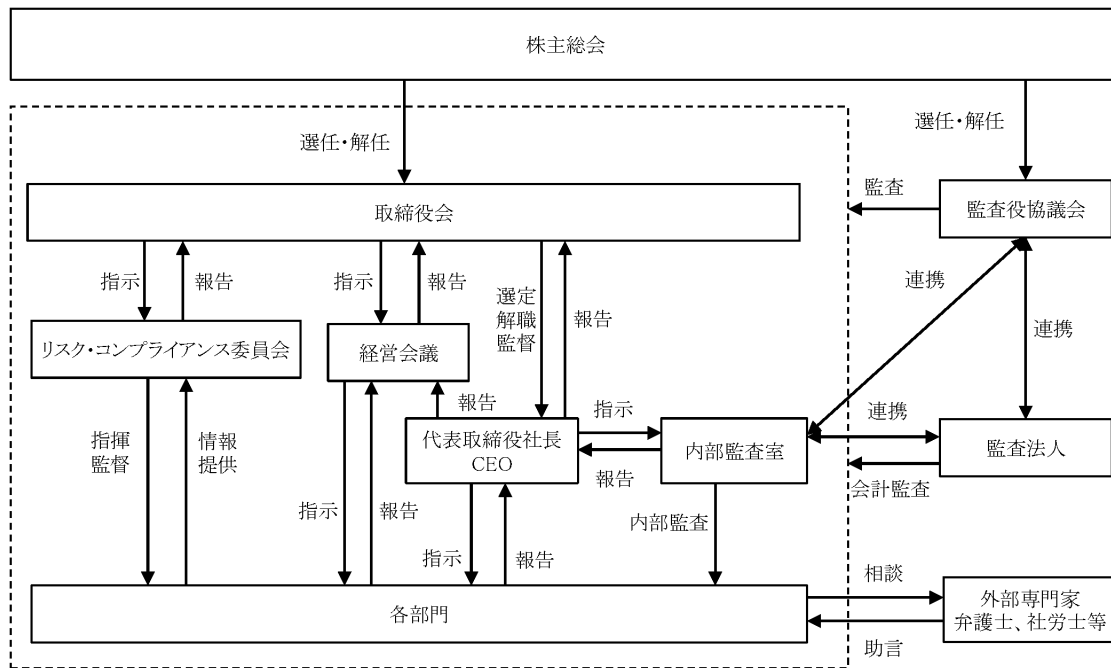 株主総会
選任・解任
選任・解任
監査
監査役協議会
取締役会
指示
報告
指示
報告
選定
解職
監督
報告
連携
連携
リスク・コンプライアンス委員会
経営会議
報告
指示
連携
代表取締役社長
CEO
内部監査室
監査法人
報告
会計監査
指揮
監督
情報
提供
指示
報告
指示
報告
内部監査
相談
各部門
外部専門家
弁護士、社労士等
助言